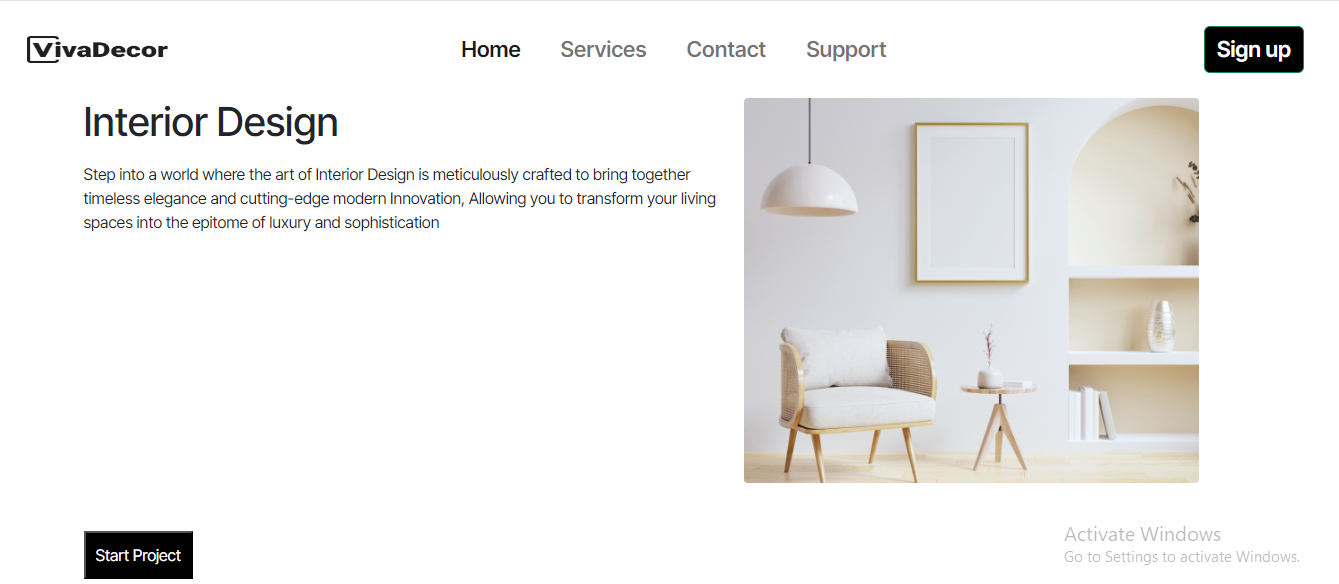 VivaDecor
Home
Services
Contact
Support
Sign up
Interior Design
Step into a world where the art of Interior Design is meticulously crafted to bring together
timeless elegance and cutting-edge modern Innovation, Allowing you to transform your living
spaces into the epitome of luxury and sophistication
Start Project
Activate Windows
Go to Settings to activate Windows.